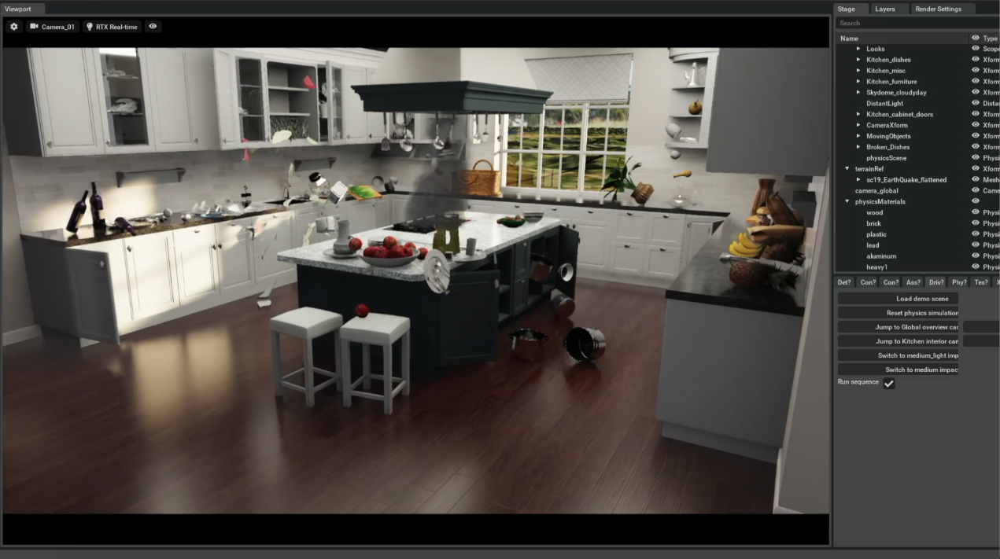 Viewport
Camera_01 RTX Real-time
Stage Layers Render Settings
Search
Name Type
Looks Scope
Kitchen_dishes Xform
Kitchen_misc Xform
Kitchen_furniture Xform
Skydome_cloudyday Xform
DistantLight Distan
Kitchen_cabinet_doors Xform
CameraXform Xform
MovingObjects Xform
Broken_Dishes Xform
physicsScene Physi
terrainRef Xform
sc19_EarthQuake_flattened Mesh
camera_global Came
physicsMaterials
wood Physi
brick Physi
plastic Physi
lead Physi
aluminum Physi
heavy1 Physi
Det? Con? Con? Ass? Driv? Phy? Tes? X
Load demo scene
Reset physics simulation
Jump to Global overview car
Jump to Kitchen interior can
Switch to medium_light imp
Switch to medium impac
Run sequence